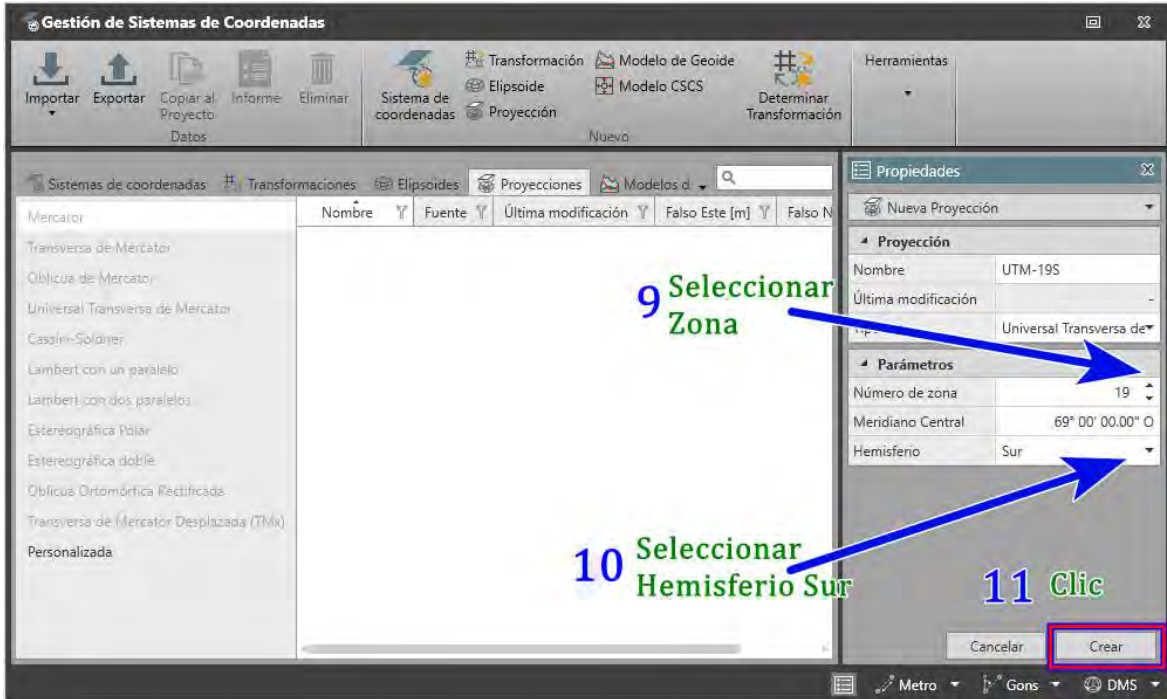 Gestión de Sistemas de Coordenadas
Importar
Exportar
Copiar al Proyecto
Informe
Eliminar
Datos
Sistema de coordenadas
Transformación
Elipsoide
Proyección
Modelo de Geoide
Modelo CSCS
Determinar Transformación
Nuevo
Herramientas
Sistemas de coordenadas
Transformaciones
Elipsoides
Proyecciones
Modelos d
Nombre
Fuente
Última modificación
Falso Este [m]
Falso N
Mercator
Transversa de Mercator
Oblicua de Mercator
Universal Transversa de Mercator
Cassini-Soldner
Lambert con un paralelo
Lambert con dos paralelos
Estereográfica Polar
Estereográfica doble
Oblicua Ortomórfica Rectificada
Transversa de Mercator Desplazada (TMx)
Personalizada
9 Seleccionar
Zona
10 Seleccionar
Hemisferio Sur
11 Clic
Propiedades
Nueva Proyección
Proyección
Nombre UTM-19S
Última modificación -
Universal Transversa de
Parámetros
Número de zona 19
Meridiano Central 69° 00' 00.00" O
Hemisferio Sur
Cancelar
Crear
Metro
Gons
DMS